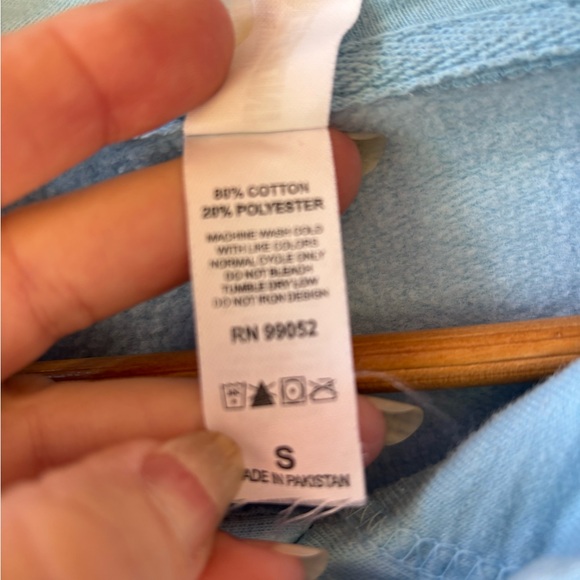 80% COTTON
20% POLYESTER
MACHINE WASH COLD
WITH LIKE COLORS
NORMAL CYCLE ONLY
DO NOT BLEACH
TUMBLE DRY LOW
DO NOT IRON DESIGN
RN 99052
S
ADE IN PAKISTAN